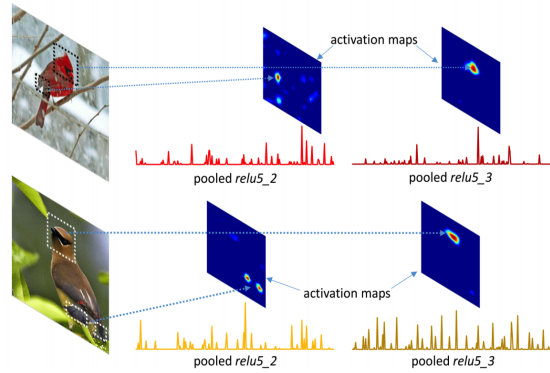 activation maps
pooled relu5_2
pooled relu5_3
activation maps
pooled relu5_2
pooled relu5_3